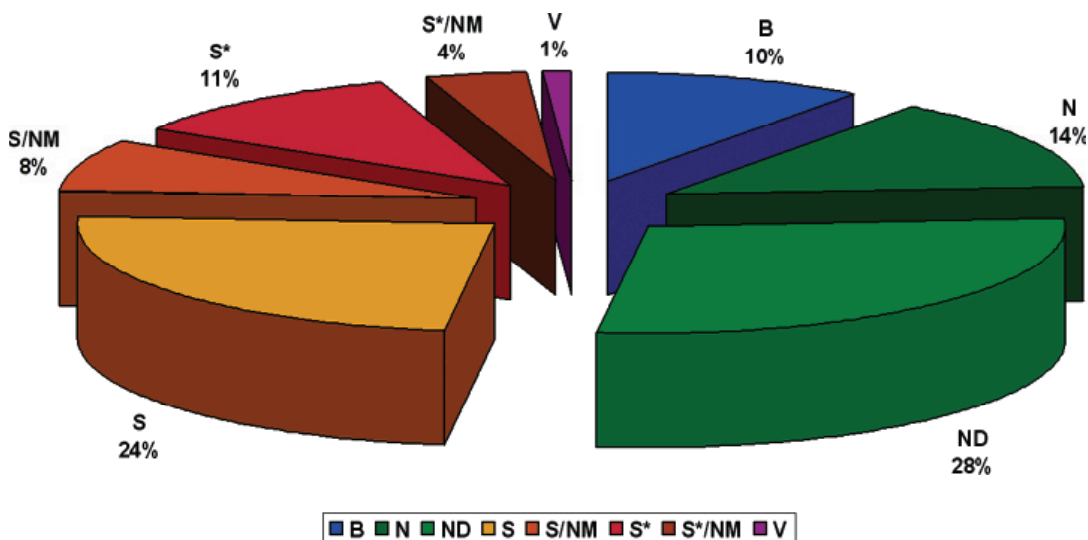 S*/NM
4%
V
1%
B
10%
S*
11%
N
14%
S/NM
8%
S
24%
ND
28%
B N ND S S/NM S* S*/NM V